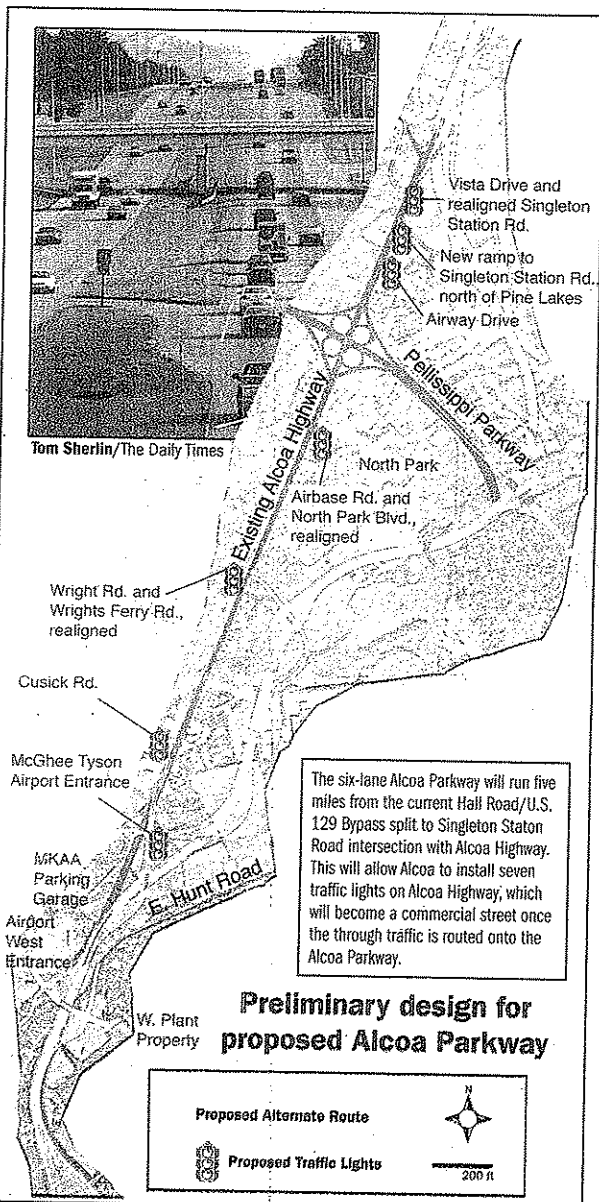 Tom Sherlin/The Daily Times
Vista Drive and
realigned Singleton
Station Rd.
New ramp to
Singleton Station Rd.,
north of Pine Lakes
Airway Drive
Pellissippi Parkway
Existing Alcoa Highway
North Park
Airbase Rd. and
North Park Blvd.,
realigned
Wright Rd. and
Wrights Ferry Rd.,
realigned
Cusick Rd.
McGhee Tyson
Airport Entrance
MKAA
Parking
Garage
E. Hunt Road
Airport
West
Entrance
W. Plant
Property
The six-lane Alcoa Parkway will run five
miles from the current Hall Road/U.S.
129 Bypass split to Singleton Staton
Road intersection with Alcoa Highway.
This will allow Alcoa to install seven
traffic lights on Alcoa Highway, which
will become a commercial street once
the through traffic is routed onto the
Alcoa Parkway.
Preliminary design for
proposed Alcoa Parkway
Proposed Alternate Route
N
Proposed Traffic Lights
200 ft